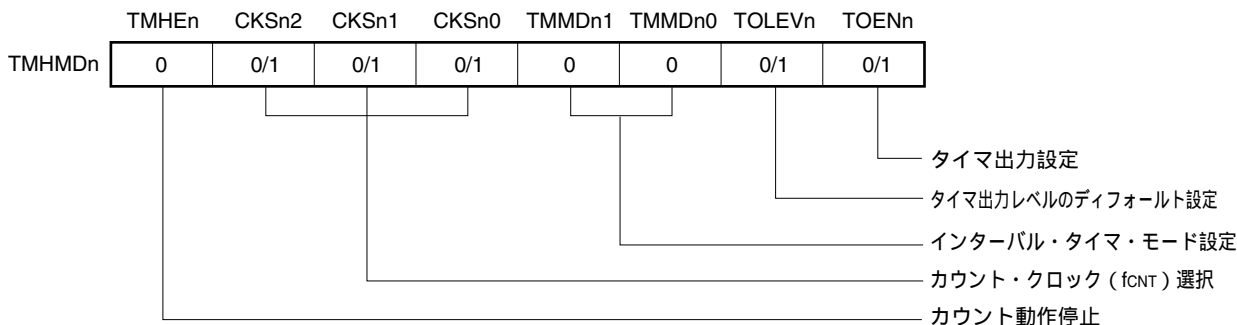 TMHEn CKSn2 CKSn1 CKSn0 TMMDn1 TMMDn0 TOLEVn TOENn
TMHMDn 0 0/1 0/1 0/1 0 0 0/1 0/1
タイマ出力設定
タイマ出力レベルのディフォールト設定
インターバル・タイマ・モード設定
カウント・クロック（fCNT）選択
カウント動作停止